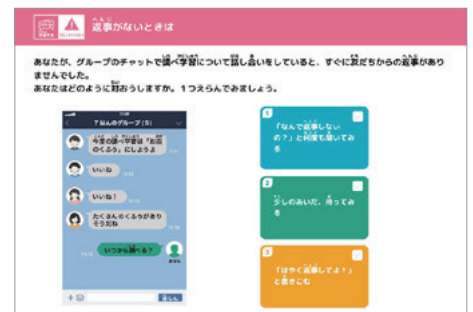 返事がないときは
あなたが、グループのチャットで調べ学習について話し合いをしていると、すぐに友だちからの返事があり
ませんでした。
あなたはどのように対おうしますか。1つえらんでみましょう。
7はんのグループ(5)
今度の調べ学習は「お店
のくふう」にしようよ
いいね
いいね!
たくさんのくふうがあり
そうだね
いつから調べる?
1
「なんで返事しない
の?」と何度も聞いてみ
る
2
少しのあいだ、待ってみ
る
3
「はやく返事してよ!」
と書きこむ